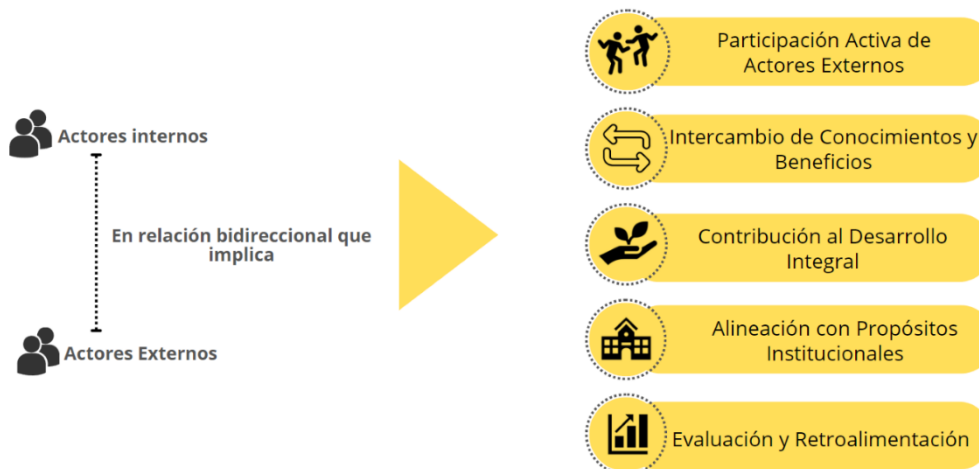 Actores internos
En relación bidireccional que
implica
Actores Externos
Participación Activa de
Actores Externos
Intercambio de Conocimientos y
Beneficios
Contribución al Desarrollo
Integral
Alineación con Propósitos
Institucionales
Evaluación y Retroalimentación